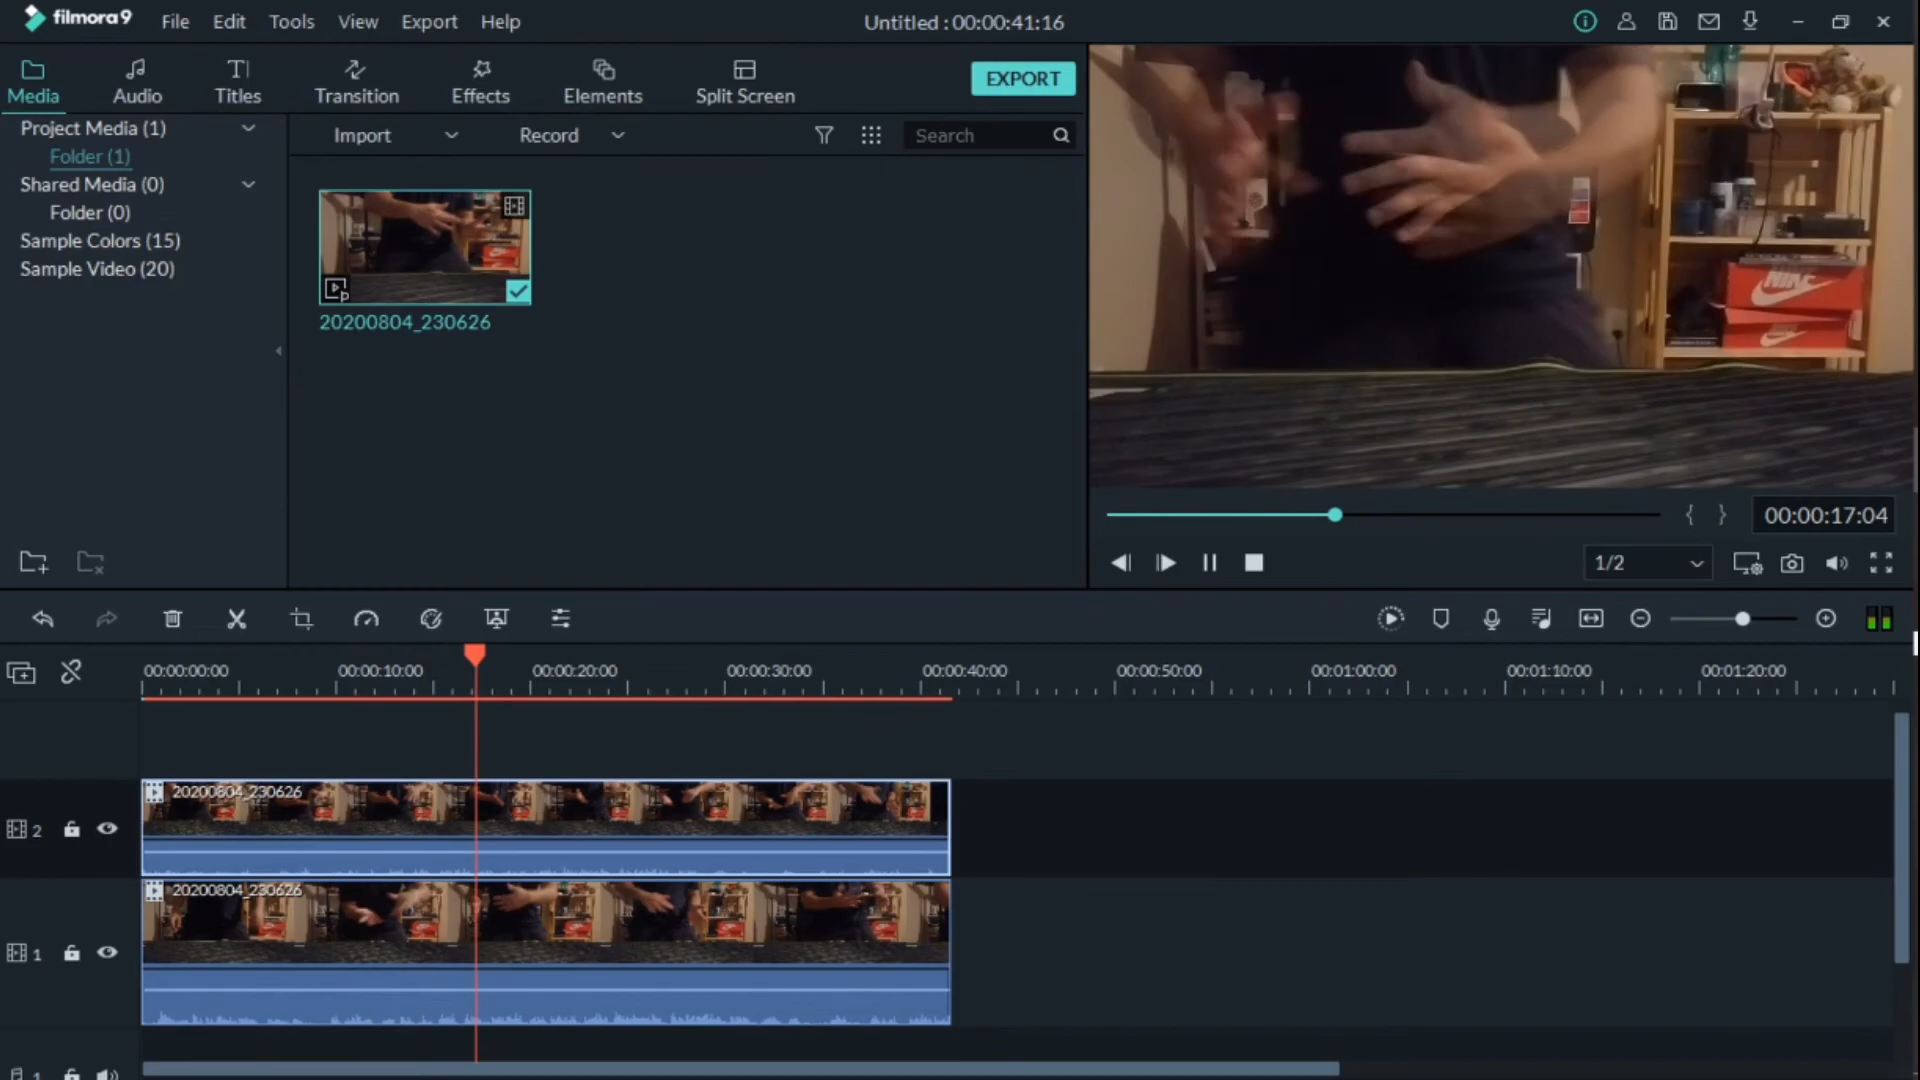 filmora9 File Edit Tools View Export Help Untitled : 00:00:41:16
Media Audio Titles Transition Effects Elements Split Screen EXPORT
Project Media (1)
Folder (1)
Shared Media (0)
Folder (0)
Sample Colors (15)
Sample Video (20)
Import Record Search
20200804_230626
NIKE
00:00:17:04
1/2
00:00:00:00 00:00:10:00 00:00:20:00 00:00:30:00 00:00:40:00 00:00:50:00 00:01:00:00 00:01:10:00 00:01:20:00
20200804_230626
2
20200804_230626
1
1